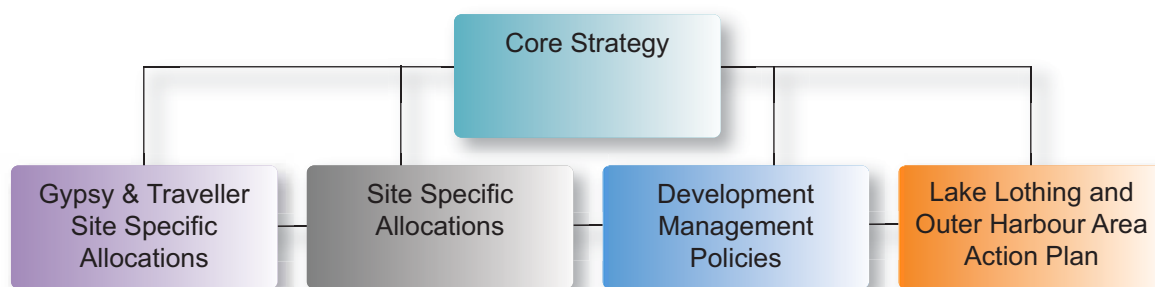 Core Strategy
Gypsy & Traveller
Site Specific
Allocations
Site Specific
Allocations
Development
Management
Policies
Lake Lothing and
Outer Harbour Area
Action Plan